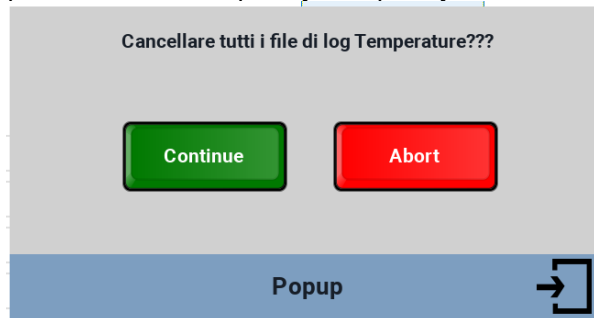 Cancellare tutti i file di log Temperature???
Continue
Abort
Popup